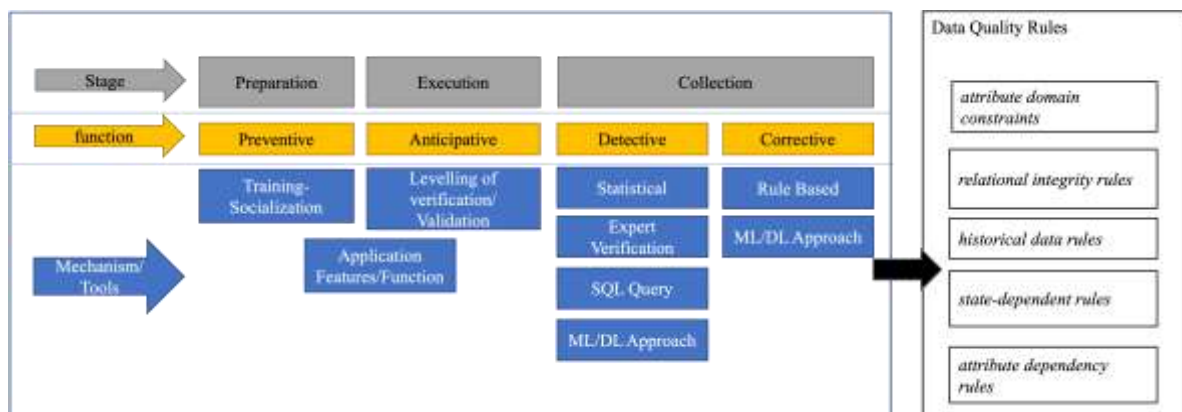 Data Quality Rules
Stage
Preparation
Execution
Collection
function
Preventive
Anticipative
Detective
Corrective
Mechanism/
Tools
Training-
Socialization
Levelling of
verification/
Validation
Application
Features/Function
Statistical
Expert
Verification
SQL Query
ML/DL Approach
Rule Based
ML/DL Approach
attribute domain
constraints
relational integrity rules
historical data rules
state-dependent rules
attribute dependency
rules